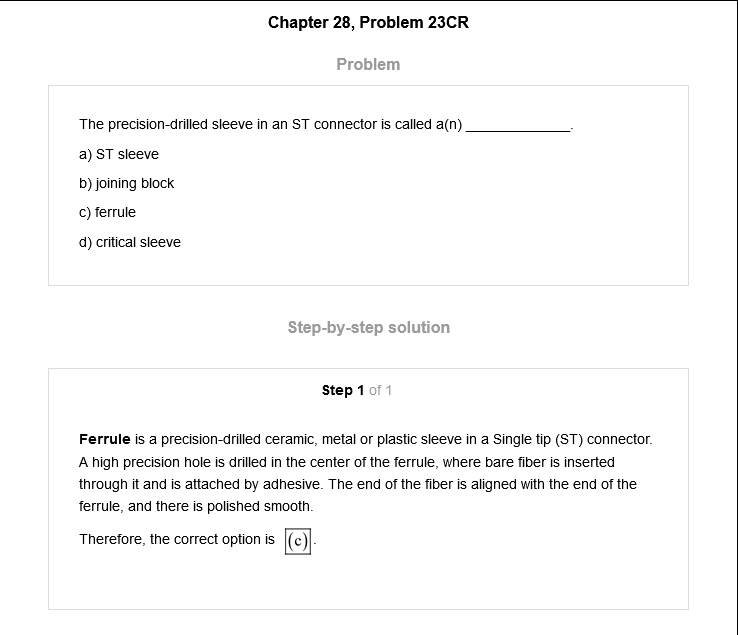 Chapter 28, Problem 23CR
Problem
The precision-drilled sleeve in an ST connector is called a(n) _____________.
a) ST sleeve
b) joining block
c) ferrule
d) critical sleeve
Step-by-step solution
Step 1 of 1
Ferrule is a precision-drilled ceramic, metal or plastic sleeve in a Single tip (ST) connector.
A high precision hole is drilled in the center of the ferrule, where bare fiber is inserted
through it and is attached by adhesive. The end of the fiber is aligned with the end of the
ferrule, and there is polished smooth.
Therefore, the correct option is (c).